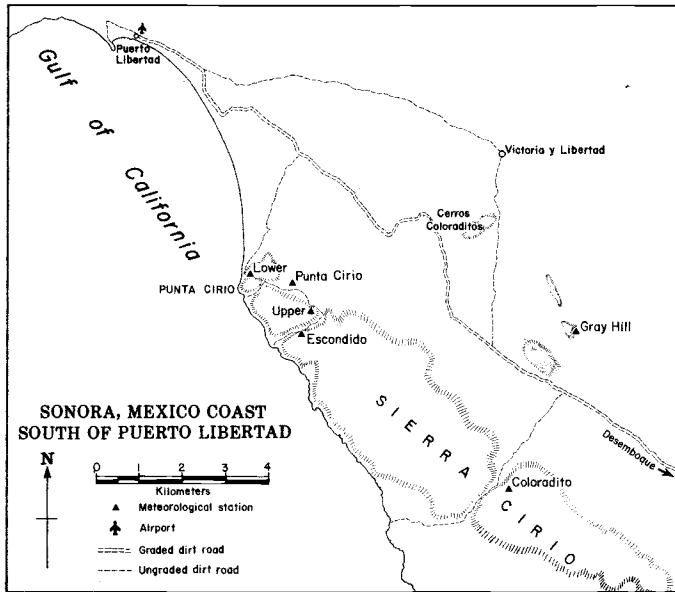 Puerto
Libertad
Gulf of California
Victoria y Libertad
Cerros
Coloraditos
Lower
Punta Cirio
PUNTA CIRIO
Upper
Escondido
Gray Hill
SIERRA CIRIO
Desemboque
Coloradito
SONORA, MEXICO COAST
SOUTH OF PUERTO LIBERTAD
N
0 1 2 3 4
Kilometers
Meteorological station
Airport
Graded dirt road
Ungraded dirt road